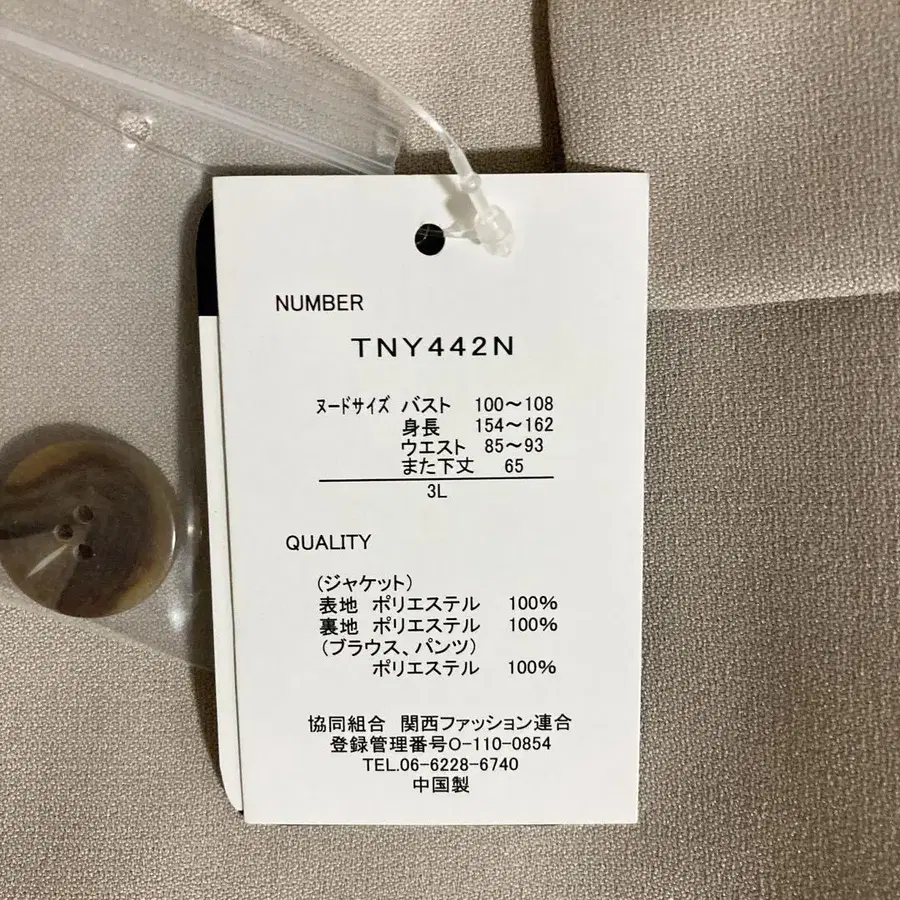 NUMBER
TNY442N
ヌードサイズ バスト 100〜108
身長 154〜162
ウエスト 85〜93
また下丈 65
3L
QUALITY
(ジャケット)
表地 ポリエステル 100%
裏地 ポリエステル 100%
(ブラウス、パンツ)
ポリエステル 100%
協同組合 関西ファッション連合
登録管理番号O-110-0854
TEL.06-6228-6740
中国製